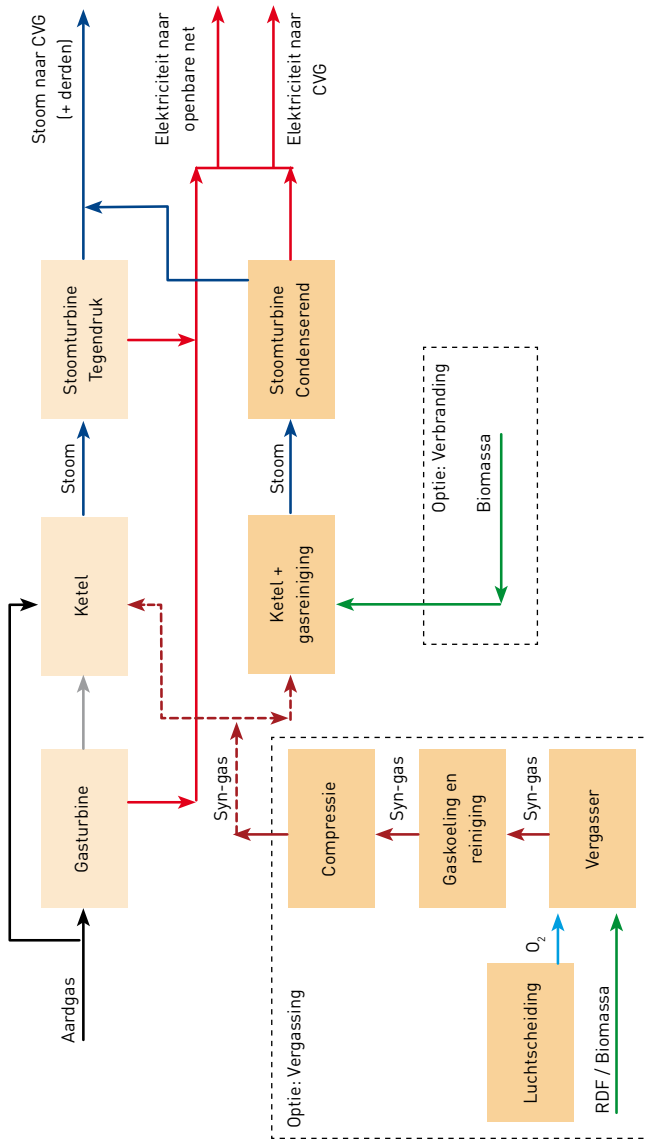 Aardgas
Gasturbine
Ketel
Stoom
Stoomturbine
Tegendruk
Stoom naar CVG
(+ derden)
Elektriciteit naar
openbare net
Elektriciteit naar
CVG
Syn-gas
Ketel +
gasreiniging
Stoom
Stoomturbine
Condenserend
Optie: Vergassing
Compressie
Syn-gas
Gaskoeling en
reiniging
Syn-gas
Vergasser
Luchtscheiding
O₂
RDF / Biomassa
Optie: Verbranding
Biomassa